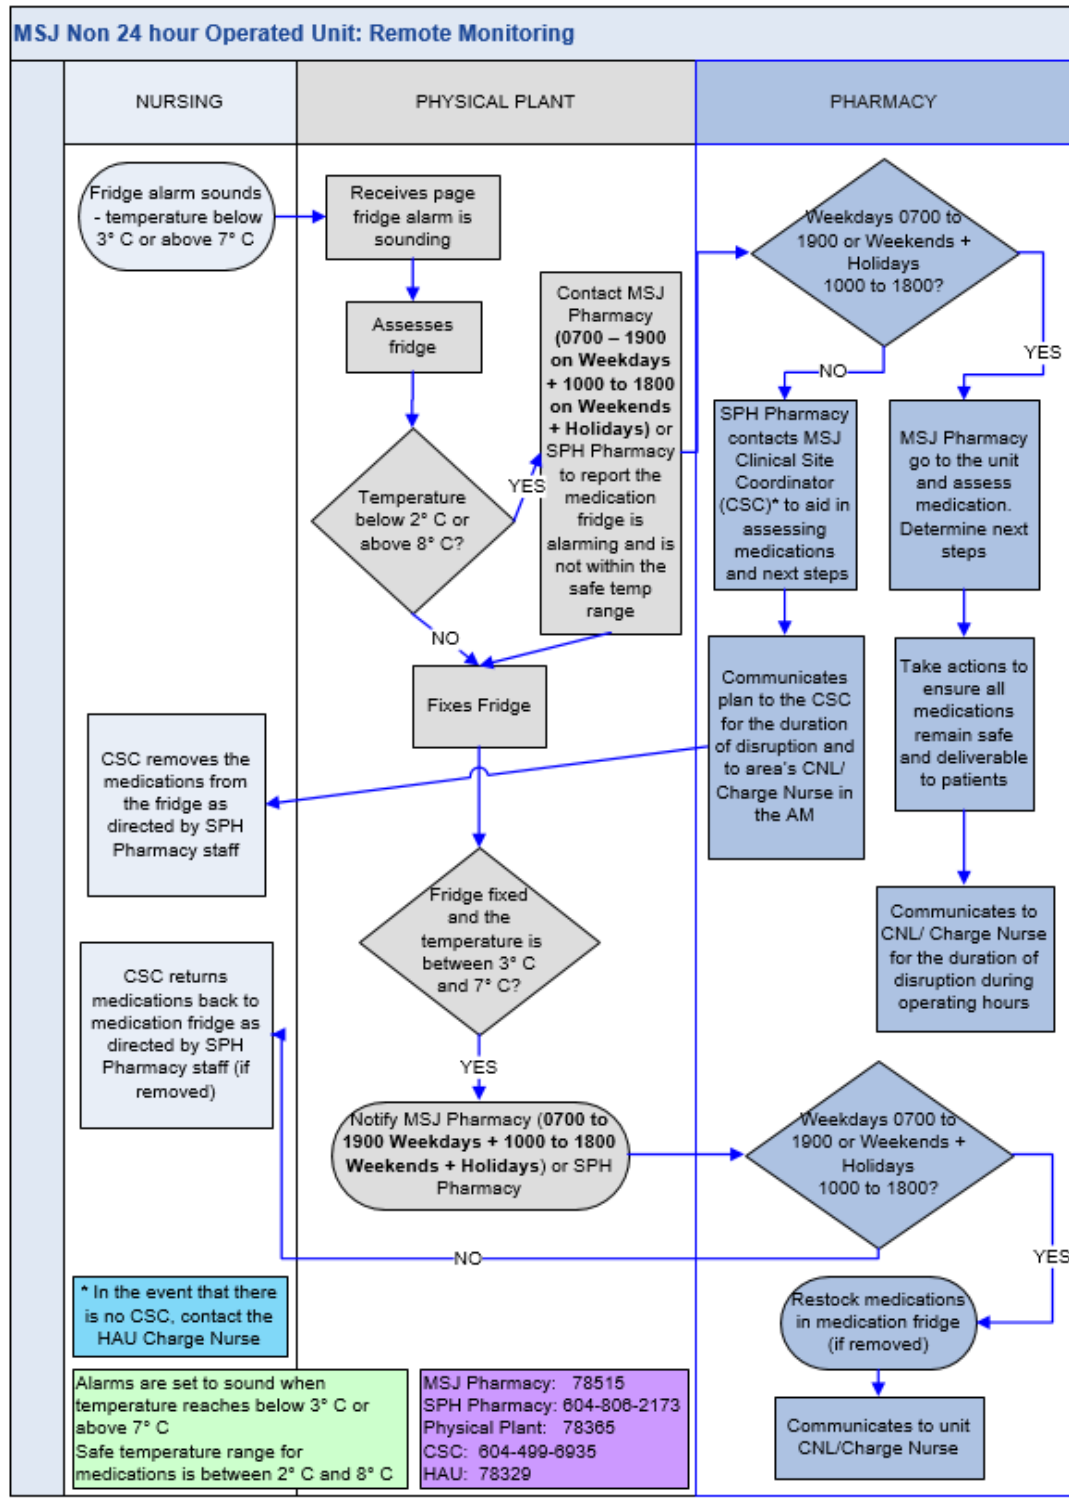 MSJ Non 24 hour Operated Unit: Remote Monitoring
NURSING
PHYSICAL PLANT
PHARMACY
Fridge alarm sounds
- temperature below
3° C or above 7° C
Receives page
fridge alarm is
sounding
Assesses
fridge
Temperature
below 2° C or
above 8° C?
YES
NO
Contact MSJ
Pharmacy
(0700 – 1900
on Weekdays
+ 1000 to 1800
on Weekends
+ Holidays) or
SPH Pharmacy
to report the
medication
fridge is
alarming and is
not within the
safe temp
range
Weekdays 0700 to
1900 or Weekends +
Holidays
1000 to 1800?
NO
YES
SPH Pharmacy
contacts MSJ
Clinical Site
Coordinator
(CSC)* to aid in
assessing
medications
and next steps
MSJ Pharmacy
go to the unit
and assess
medication.
Determine next
steps
Fixes Fridge
Communicates
plan to the CSC
for the duration
of disruption and
to area's CNL/
Charge Nurse in
the AM
Take actions to
ensure all
medications
remain safe
and deliverable
to patients
CSC removes the
medications from
the fridge as
directed by SPH
Pharmacy staff
Fridge fixed
and the
temperature is
between 3° C
and 7° C?
YES
Communicates to
CNL/ Charge Nurse
for the duration of
disruption during
operating hours
CSC returns
medications back to
medication fridge as
directed by SPH
Pharmacy staff (if
removed)
Notify MSJ Pharmacy (0700 to
1900 Weekdays + 1000 to 1800
Weekends + Holidays) or SPH
Pharmacy
Weekdays 0700 to
1900 or Weekends +
Holidays
1000 to 1800?
NO
YES
Restock medications
in medication fridge
(if removed)
Communicates to unit
CNL/Charge Nurse
* In the event that there
is no CSC, contact the
HAU Charge Nurse
Alarms are set to sound when
temperature reaches below 3° C or
above 7° C
Safe temperature range for
medications is between 2° C and 8° C
MSJ Pharmacy: 78515
SPH Pharmacy: 604-806-2173
Physical Plant: 78365
CSC: 604-499-6935
HAU: 78329